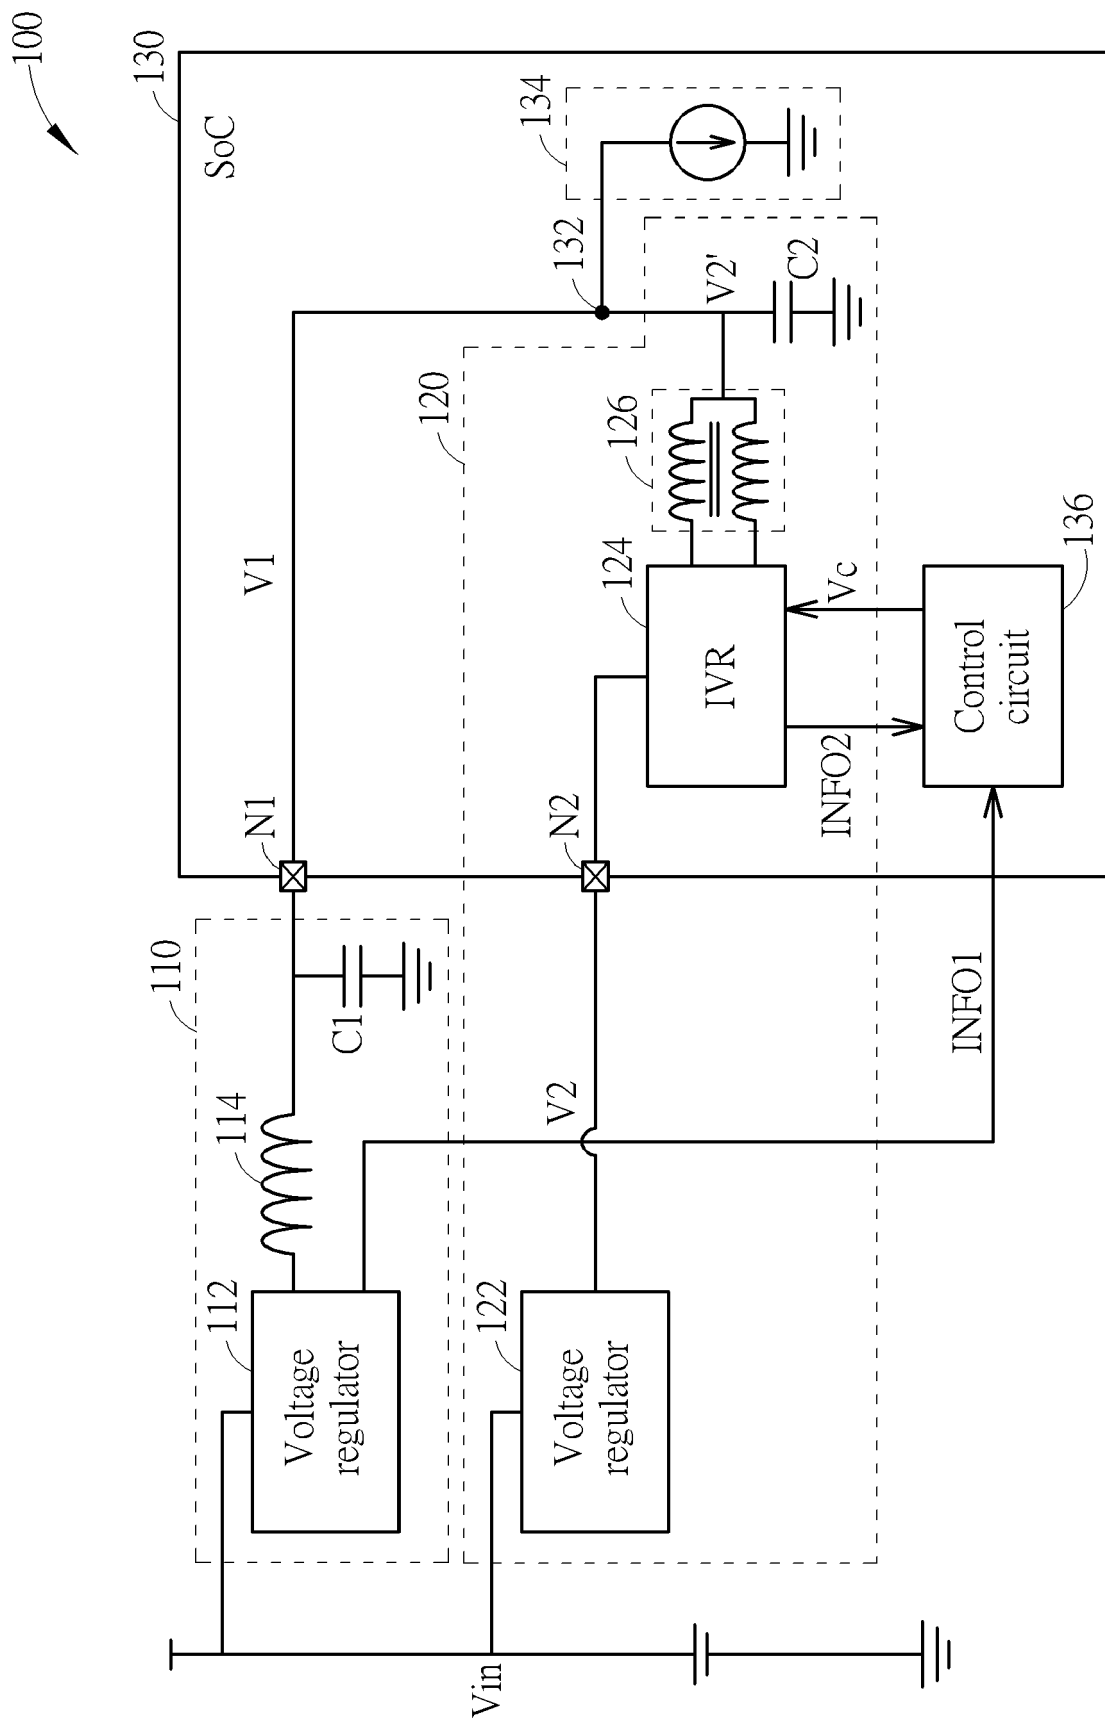 100
130
SoC
134
132
V1
V2'
C2
120
126
124
IVR
Vc
136
Control
circuit
INFO2
INFO1
N1
N2
110
C1
114
V2
112
Voltage
regulator
122
Voltage
regulator
Vin